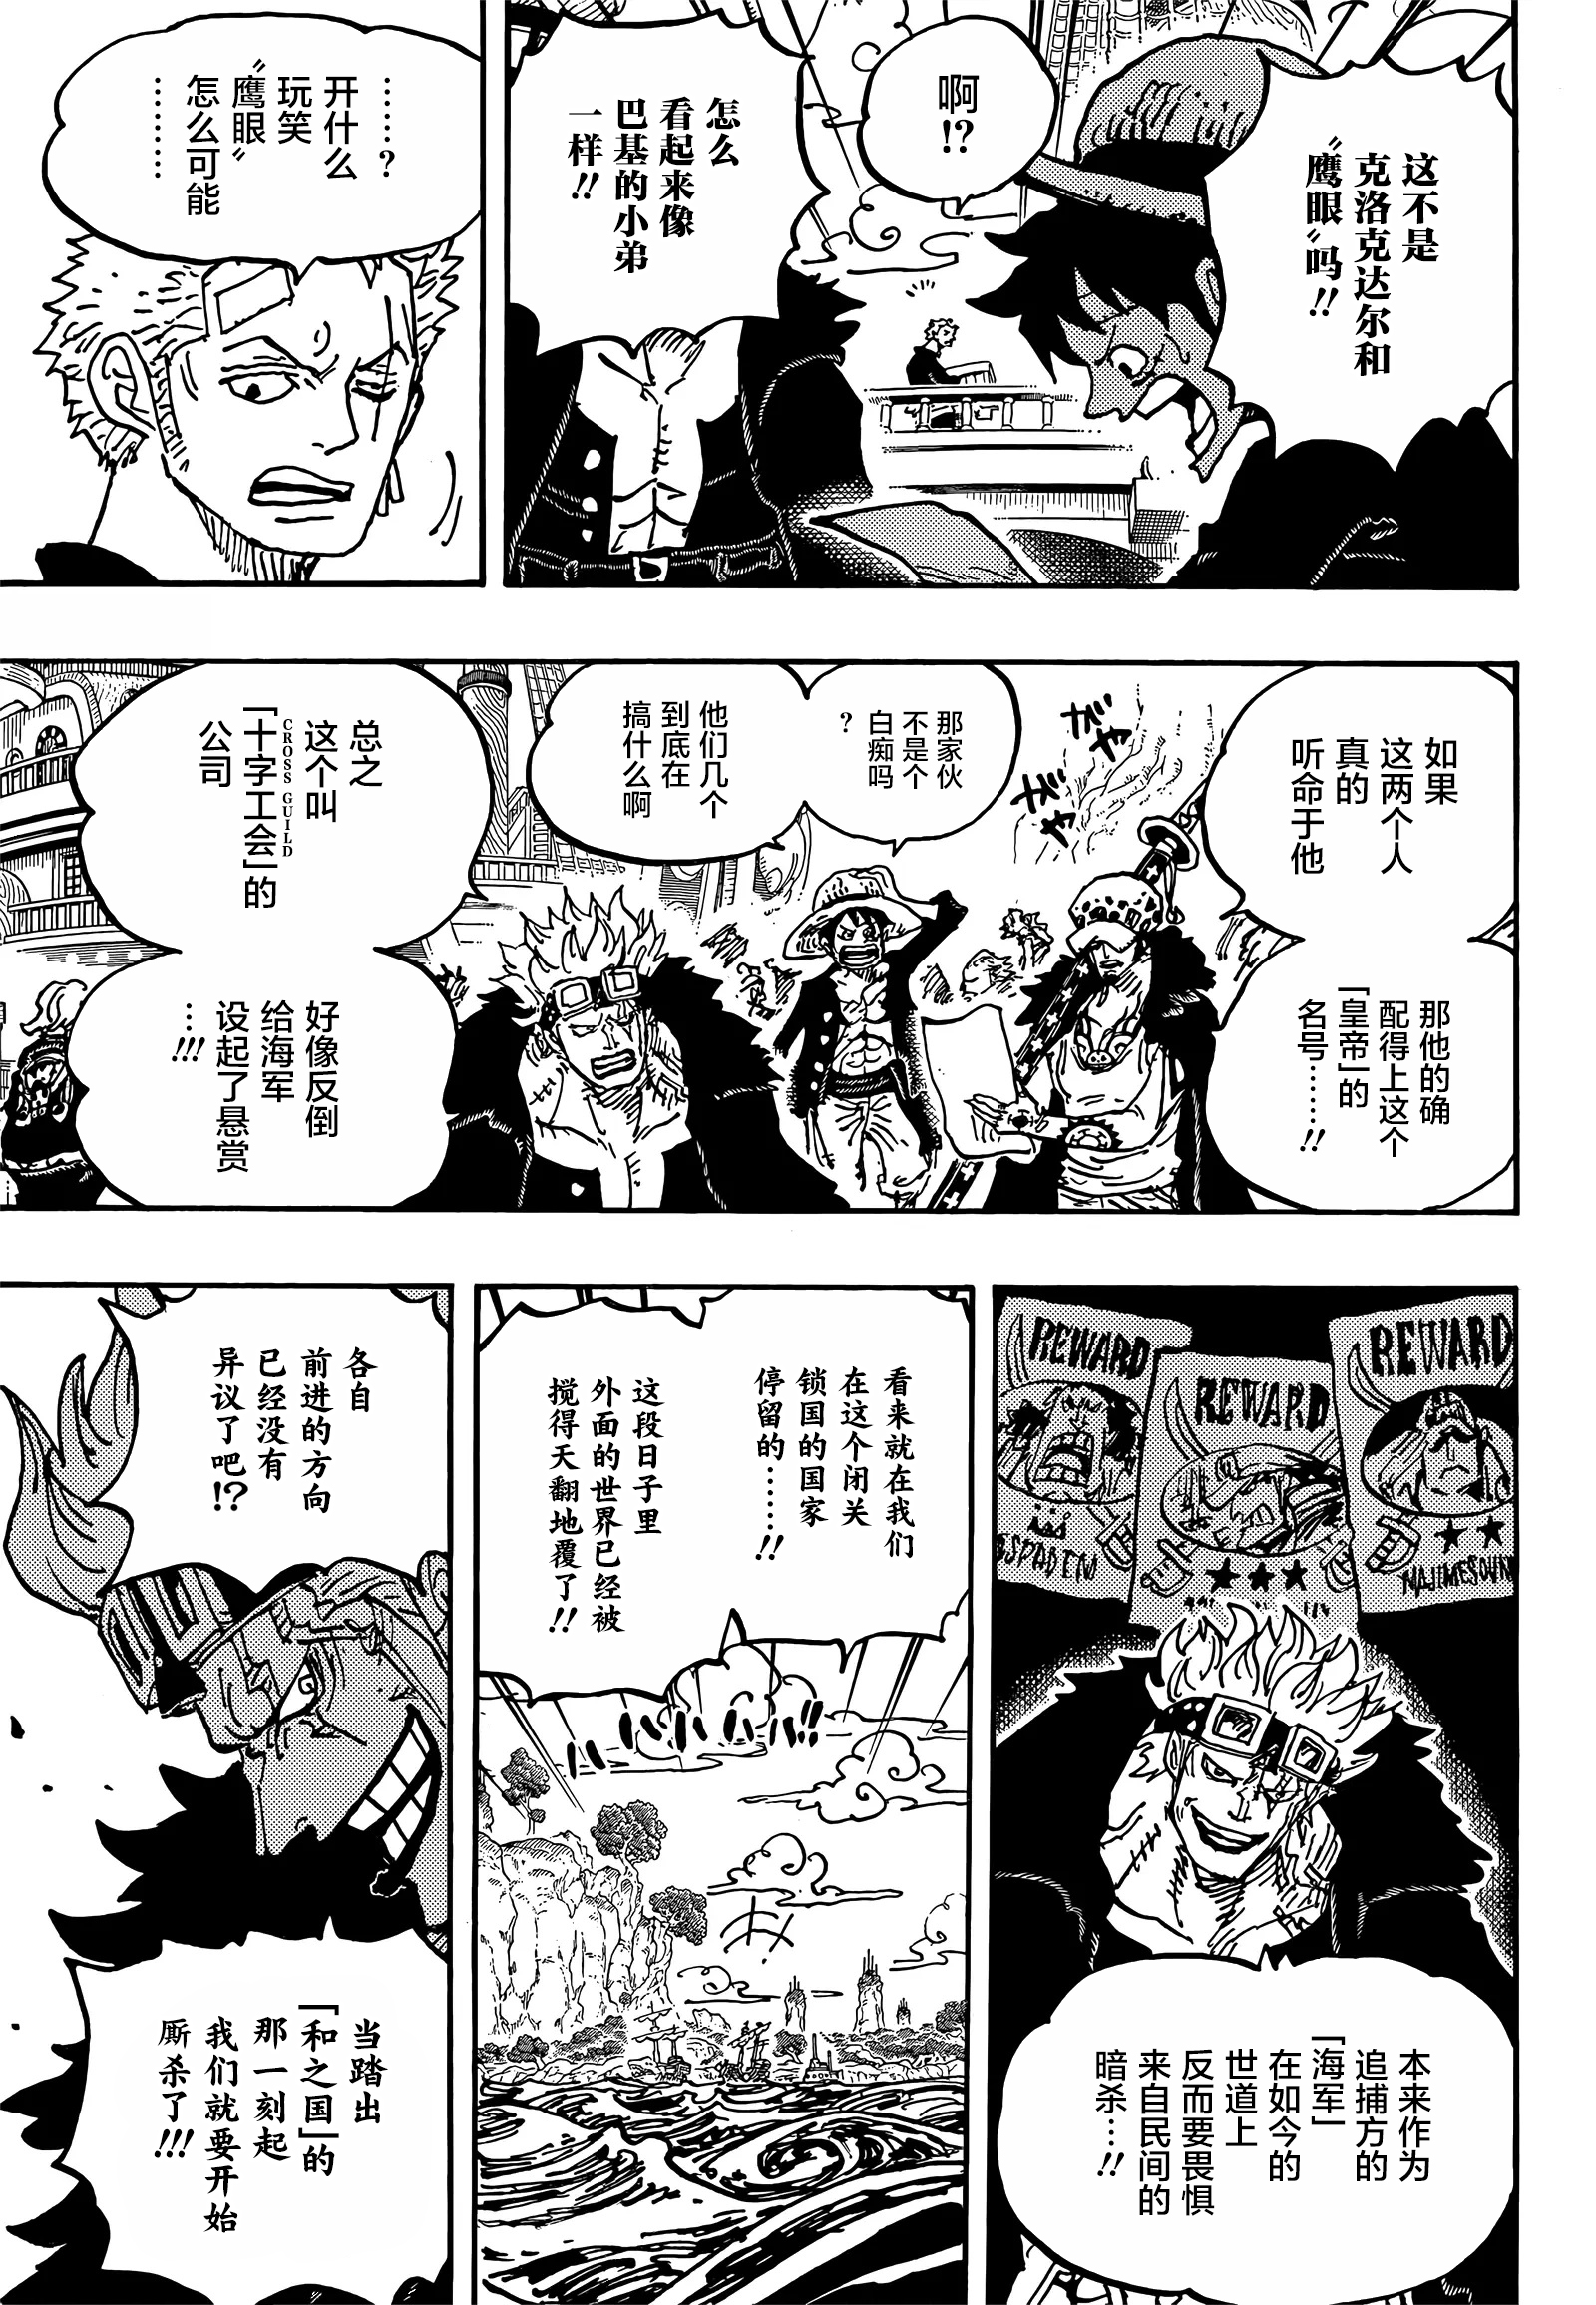 这不是
克洛克达尔和
〝鹰眼〞吗!!
啊
!?
怎么
看起来像
巴基的小弟
一样!!
……?
开什么
玩笑
〝鹰眼〞
怎么可能
………
如果
这两个人
真的
听命于他
那他的确
配得上这个
「皇帝」的
名号……!!
ギャー
ギャー
那家伙
不是个
白痴吗
?
他们几个
到底在
搞什么啊
总之
这个叫
CROSS GUILD
「十字工会」的
公司
好像反倒
给海军
设起了悬赏
…!!!
REWARD
REWARD
REWARD
本来作为
追捕方的
「海军」
在如今的
世道上
反而要畏惧
来自民间的
暗杀…!!
看来就在我们
在这个闭关
锁国的国家
停留的……!!
这段日子里
外面的世界已经被
搅得天翻地覆了!!
各自
前进的方向
已经没有
异议了吧!?
当踏出
「和之国」的
那一刻起
我们就要开始
厮杀了!!!